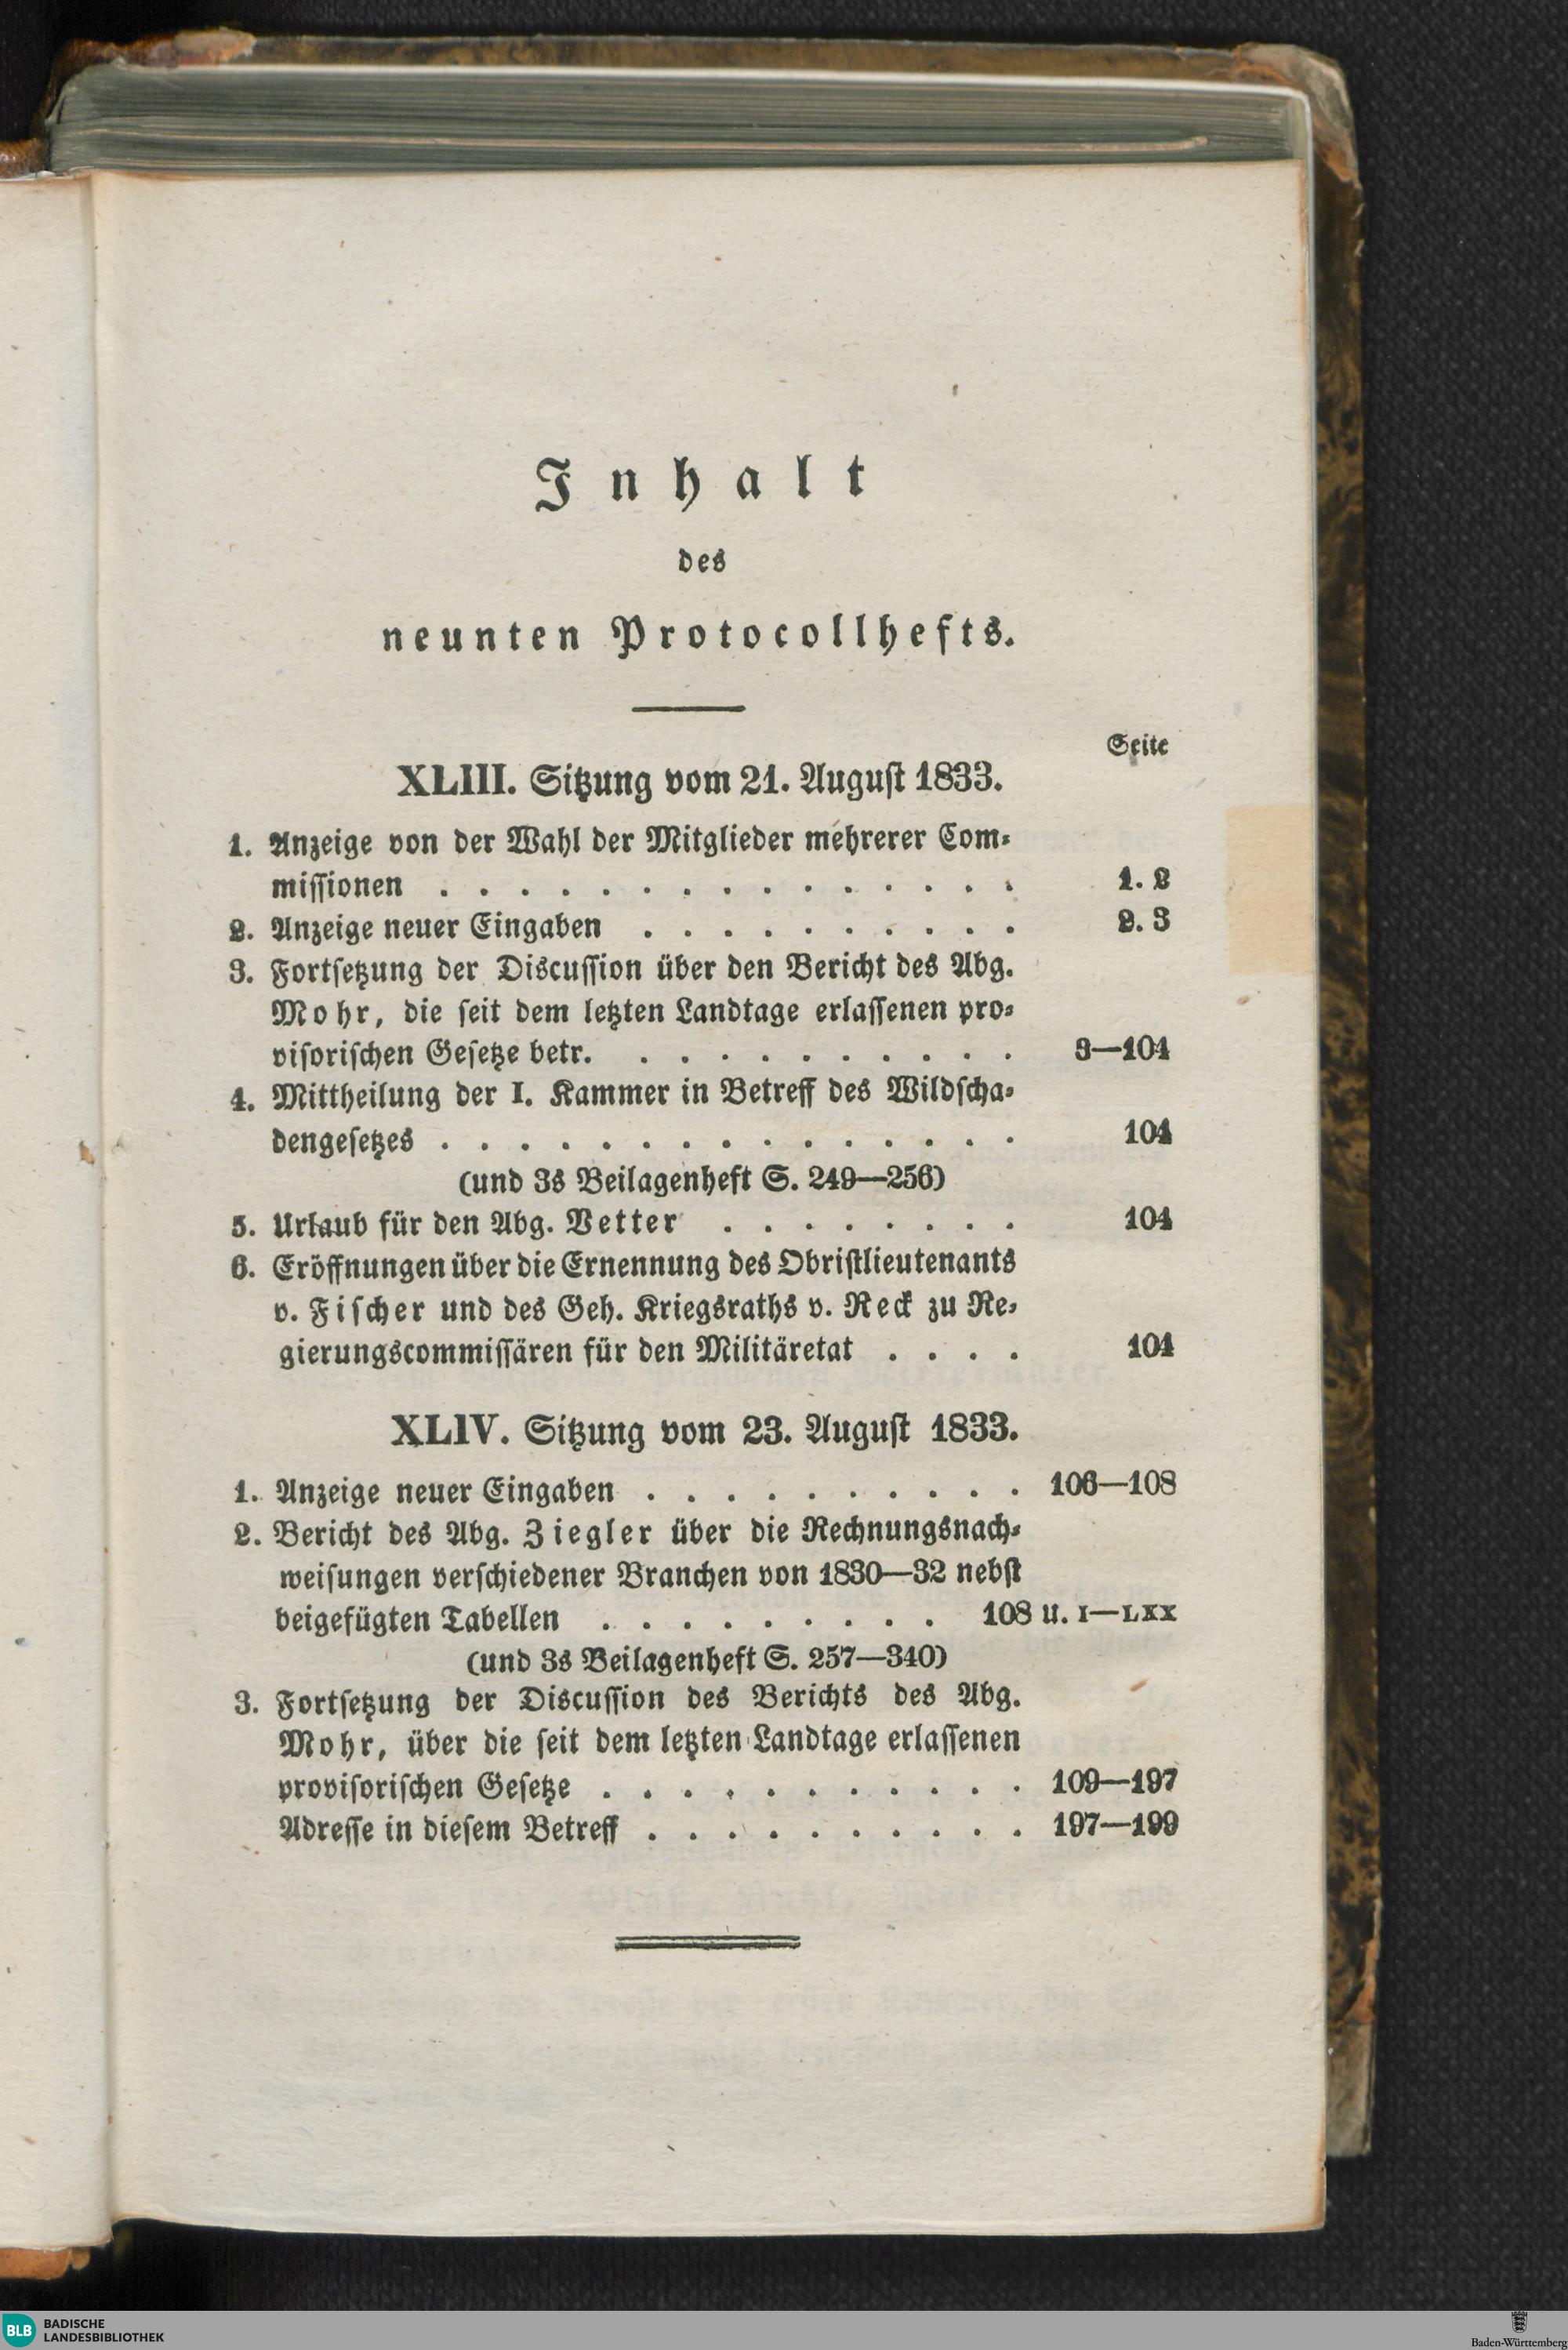 Inhalt
des
neunten Protocollhefts.
Seite
XLIII. Sitzung vom 21. August 1833.
1. Anzeige von der Wahl der Mitglieder mehrerer Com-
missionen . . . . . . . . . . . . . . . 1. 2
2. Anzeige neuer Eingaben . . . . . . . . . . 2. 3
3. Fortsetzung der Discussion über den Bericht des Abg.
Mohr, die seit dem letzten Landtage erlassenen pro-
visorischen Gesetze betr. . . . . . . . . . . 3—104
4. Mittheilung der I. Kammer in Betreff des Wildscha-
dengesetzes . . . . . . . . . . . . . . . 104
(und 3s Beilagenheft S. 249—256)
5. Urlaub für den Abg. Vetter . . . . . . . . 104
6. Eröffnungen über die Ernennung des Obristlieutenants
v. Fischer und des Geh. Kriegsraths v. Reck zu Re-
gierungscommissären für den Militäretat . . . . 104
XLIV. Sitzung vom 23. August 1833.
1. Anzeige neuer Eingaben . . . . . . . . . . 106—108
2. Bericht des Abg. Ziegler über die Rechnungsnach-
weisungen verschiedener Branchen von 1830—32 nebst
beigefügten Tabellen . . . . . . . . . 108 u. I—LXX
(und 3s Beilagenheft S. 257—340)
3. Fortsetzung der Discussion des Berichts des Abg.
Mohr, über die seit dem letzten Landtage erlassenen
provisorischen Gesetze . . . . . . . . . . . 109—197
Adresse in diesem Betreff . . . . . . . . . . 197—199
BLB BADISCHE
LANDESBIBLIOTHEK
Baden-Württemberg